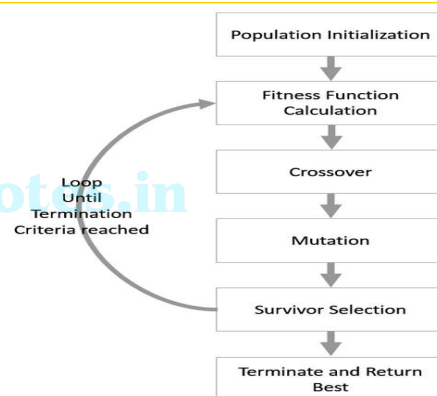 Population Initialization
Fitness Function
Calculation
Crossover
Loop
Until
Termination
Criteria reached
Mutation
Survivor Selection
Terminate and Return
Best